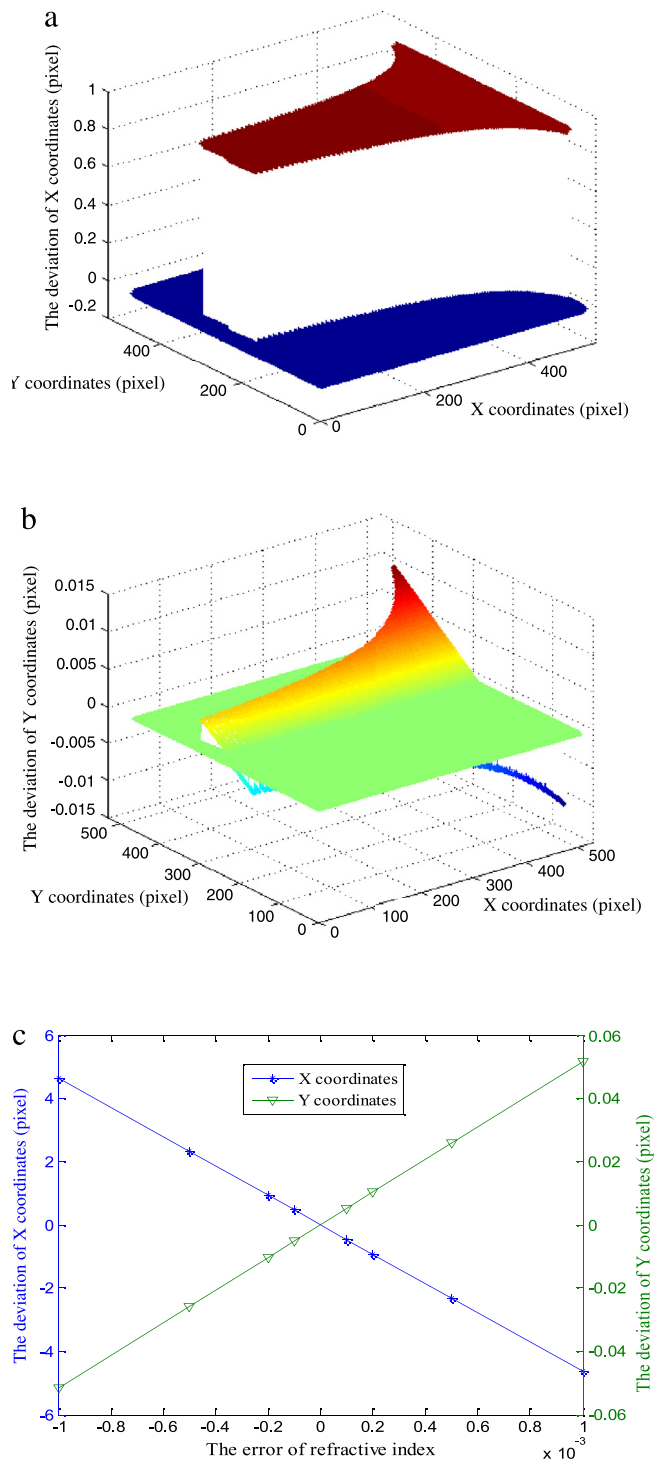 a
The deviation of X coordinates (pixel)
1
0.8
0.6
0.4
0.2
0
-0.2
400
200
0
Y coordinates (pixel)
0
200
400
X coordinates (pixel)
b
The deviation of Y coordinates (pixel)
0.015
0.01
0.005
0
-0.005
-0.01
-0.015
500
400
300
200
100
0
Y coordinates (pixel)
0
100
200
300
400
500
X coordinates (pixel)
c
The deviation of X coordinates (pixel)
6
4
2
0
-2
-4
-6
X coordinates
Y coordinates
0.06
0.04
0.02
0
-0.02
-0.04
-0.06
The deviation of Y coordinates (pixel)
-1 -0.8 -0.6 -0.4 -0.2 0 0.2 0.4 0.6 0.8 1
The error of refractive index
x 10⁻³